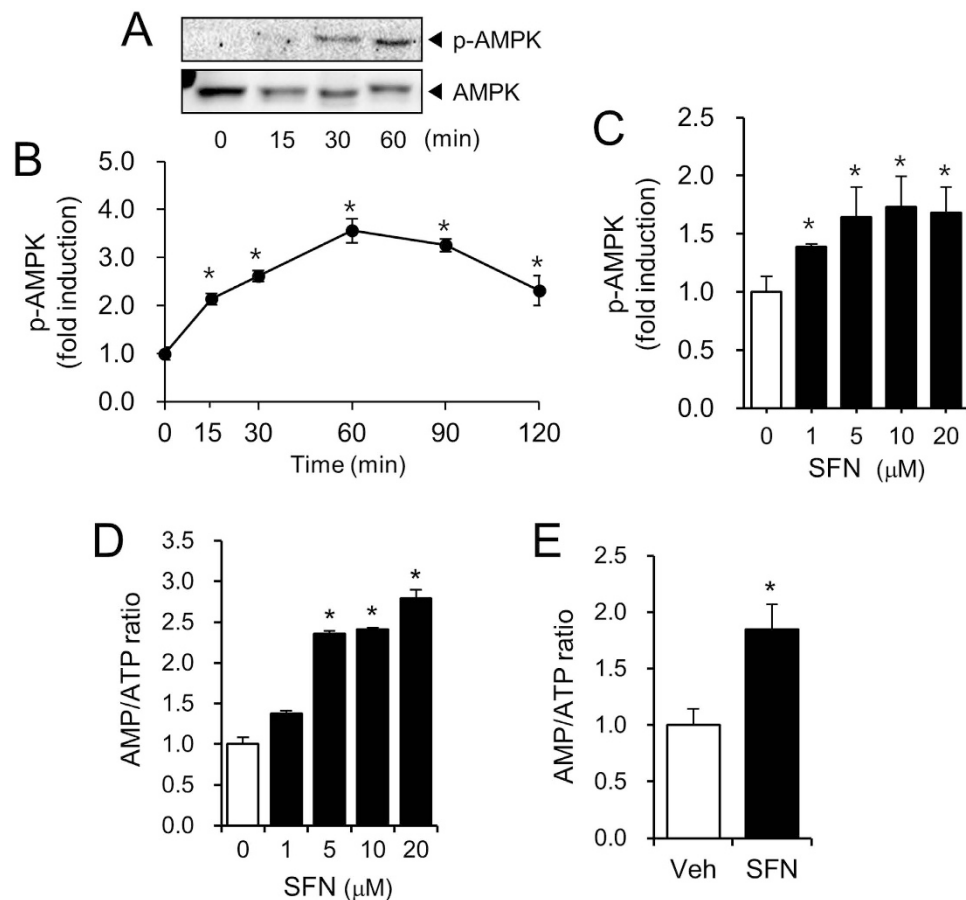 A
◄ p-AMPK
◄ AMPK
0 15 30 60 (min)
B
p-AMPK
(fold induction)
5.0
4.0
3.0
2.0
1.0
0.0
* * * * *
0 15 30 60 90 120
Time (min)
C
p-AMPK
(fold induction)
2.5
2.0
1.5
1.0
0.5
0.0
* * * *
0 1 5 10 20
SFN (μM)
D
AMP/ATP ratio
3.5
3.0
2.5
2.0
1.5
1.0
0.5
0.0
* * *
0 1 5 10 20
SFN (μM)
E
AMP/ATP ratio
2.5
2.0
1.5
1.0
0.5
0.0
*
Veh SFN